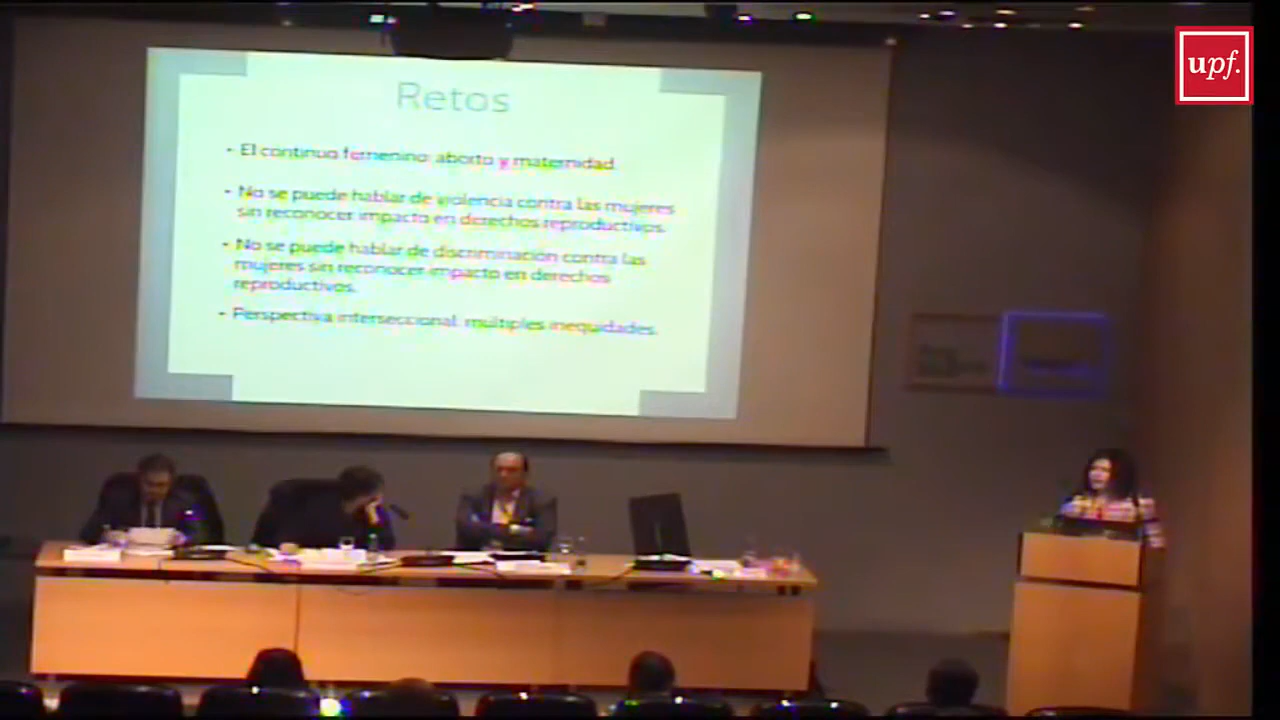 upf.
Retos
- El continuo femenino: aborto y maternidad.
- No se puede hablar de violencia contra las mujeres
sin reconocer impacto en derechos reproductivos.
- No se puede hablar de discriminación contra las
mujeres sin reconocer impacto en derechos
reproductivos.
- Perspectiva interseccional: múltiples inequidades.